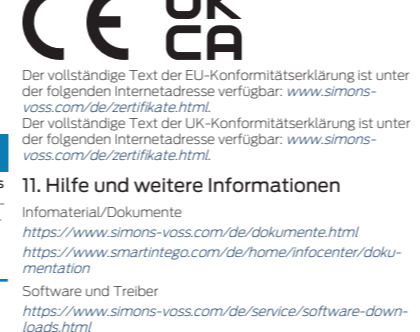 CE UK
CA
Der vollständige Text der EU-Konformitätserklärung ist unter
der folgenden Internetadresse verfügbar: www.simons-
voss.com/de/zertifikate.html.
Der vollständige Text der UK-Konformitätserklärung ist unter
der folgenden Internetadresse verfügbar: www.simons-
voss.com/de/zertifikate.html.
s
11. Hilfe und weitere Informationen
Infomaterial/Dokumente
https://www.simons-voss.com/de/dokumente.html
https://www.smartintego.com/de/home/infocenter/doku-
mentation
Software und Treiber
https://www.simons-voss.com/de/service/software-down-
loads.html